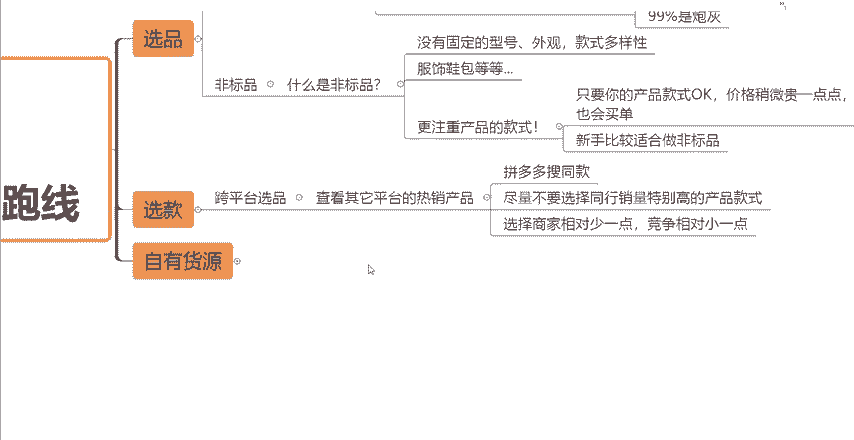 99%是炮灰
选品
没有固定的型号、外观，款式多样性
服饰鞋包等等...
非标品
什么是非标品？
只要你的产品款式OK，价格稍微贵一点点，
也会买单
更注重产品的款式！
新手比较适合做非标品
跑线
拼多多搜同款
选款
跨平台选品
查看其它平台的热销产品
尽量不要选择同行销量特别高的产品款式
选择商家相对少一点，竞争相对小一点
自有货源